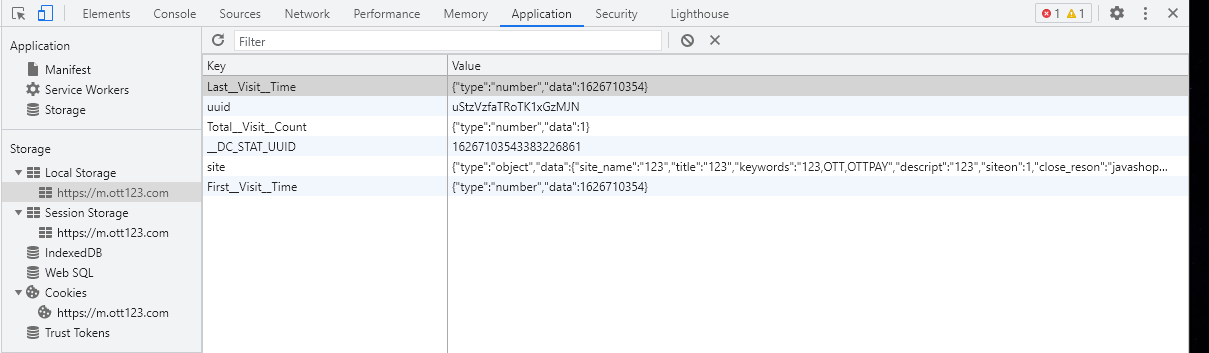 Elements Console Sources Network Performance Memory Application Security Lighthouse 1 1
Application
Manifest
Service Workers
Storage
Storage
Local Storage
https://m.ott123.com
Session Storage
https://m.ott123.com
IndexedDB
Web SQL
Cookies
https://m.ott123.com
Trust Tokens
Filter
Key Value
Last__Visit__Time {"type":"number","data":1626710354}
uuid uStzVzfaTRoTK1xGzMJN
Total__Visit__Count {"type":"number","data":1}
__DC_STAT_UUID 16267103543383226861
site {"type":"object","data":{"site_name":"123","title":"123","keywords":"123,OTT,OTTPAY","descript":"123","siteon":1,"close_reson":"javashop...
First__Visit__Time {"type":"number","data":1626710354}